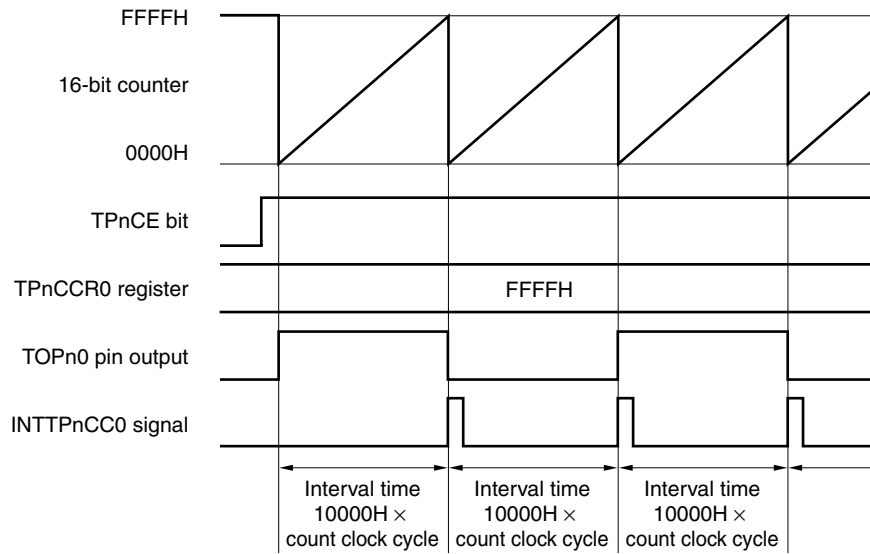 FFFFH
16-bit counter
0000H
TPnCE bit
TPnCCR0 register
FFFFH
TOPn0 pin output
INTTPnCC0 signal
Interval time
10000H ×
count clock cycle
Interval time
10000H ×
count clock cycle
Interval time
10000H ×
count clock cycle